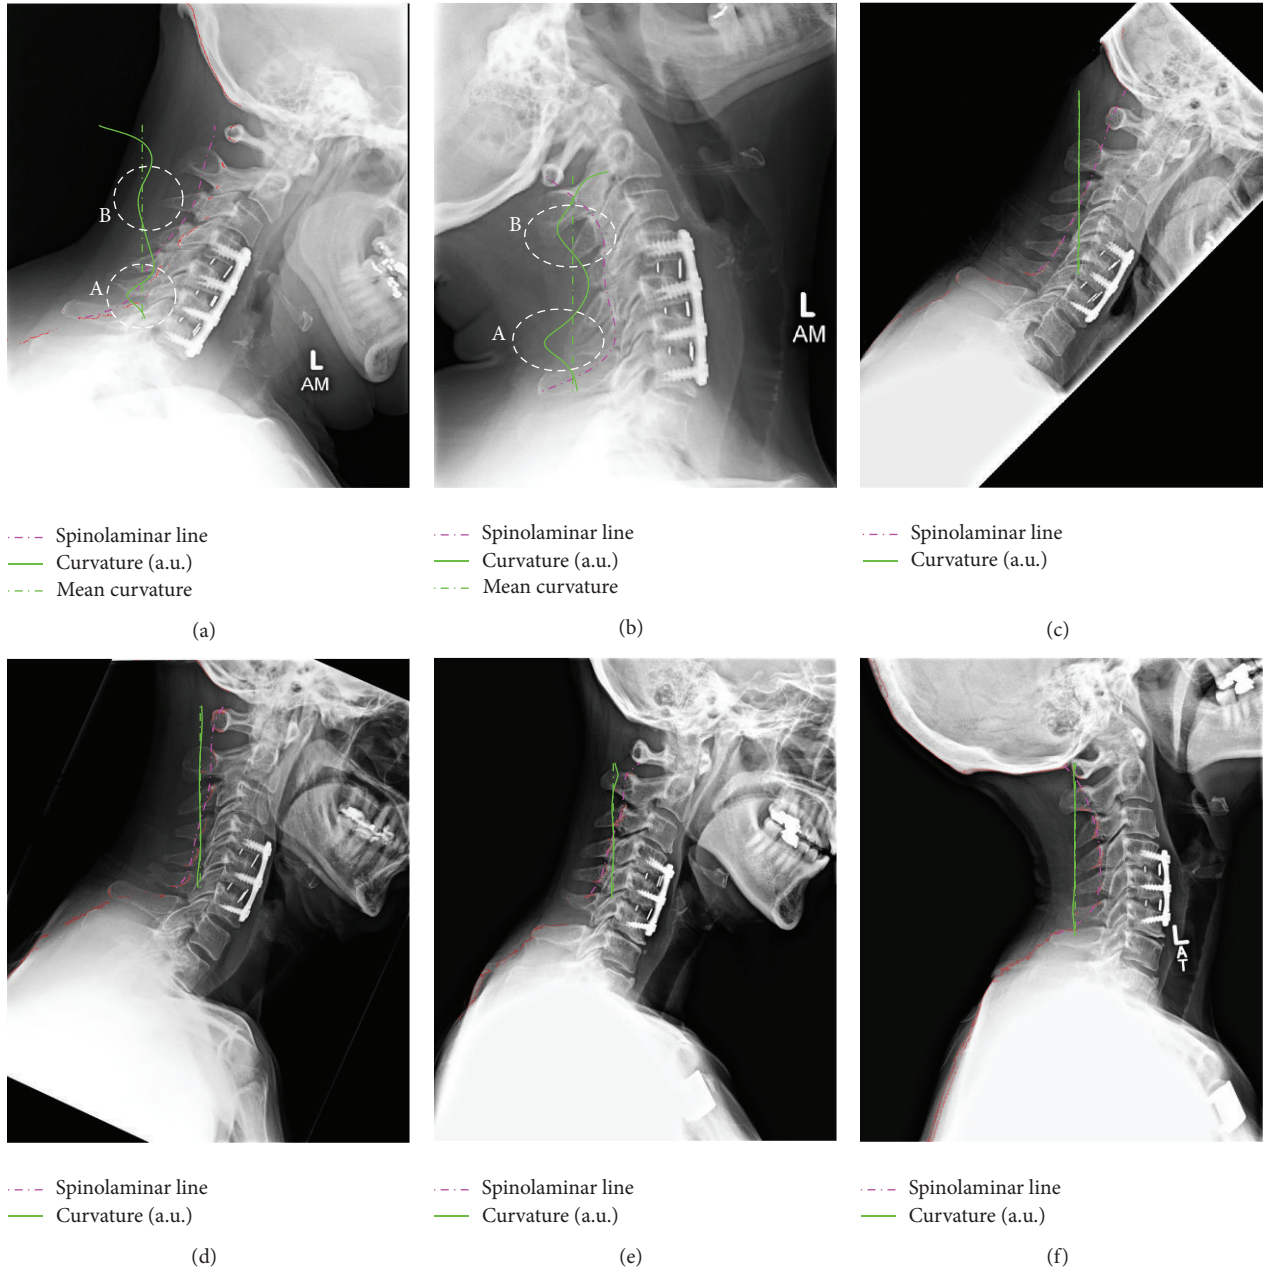 B
A
L
AM
B
A
L
AM
Spinolaminar line
Curvature (a.u.)
Mean curvature
(a)
Spinolaminar line
Curvature (a.u.)
Mean curvature
(b)
Spinolaminar line
Curvature (a.u.)
(c)
L
A
T
Spinolaminar line
Curvature (a.u.)
(d)
Spinolaminar line
Curvature (a.u.)
(e)
Spinolaminar line
Curvature (a.u.)
(f)